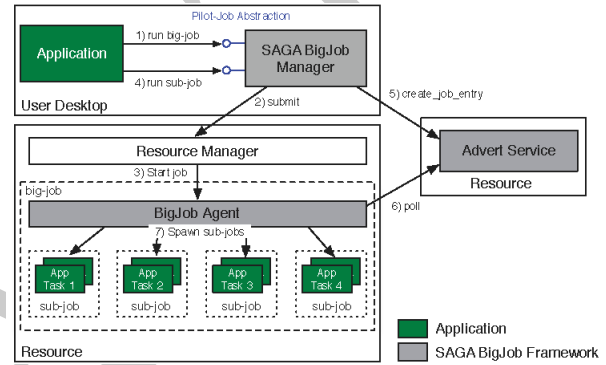 Pilot-Job Abstraction
1) run big-job
Application
SAGA BigJob
Manager
4) run sub-job
User Desktop
2) submit
5) create_job_entry
Resource Manager
Advert Service
Resource
3) Start job
big-job
BigJob Agent
6) poll
7) Spawn sub-jobs
App
Task 1
App
Task 2
App
Task 3
App
Task 4
sub-job
sub-job
sub-job
sub-job
Resource
Application
SAGA BigJob Framework